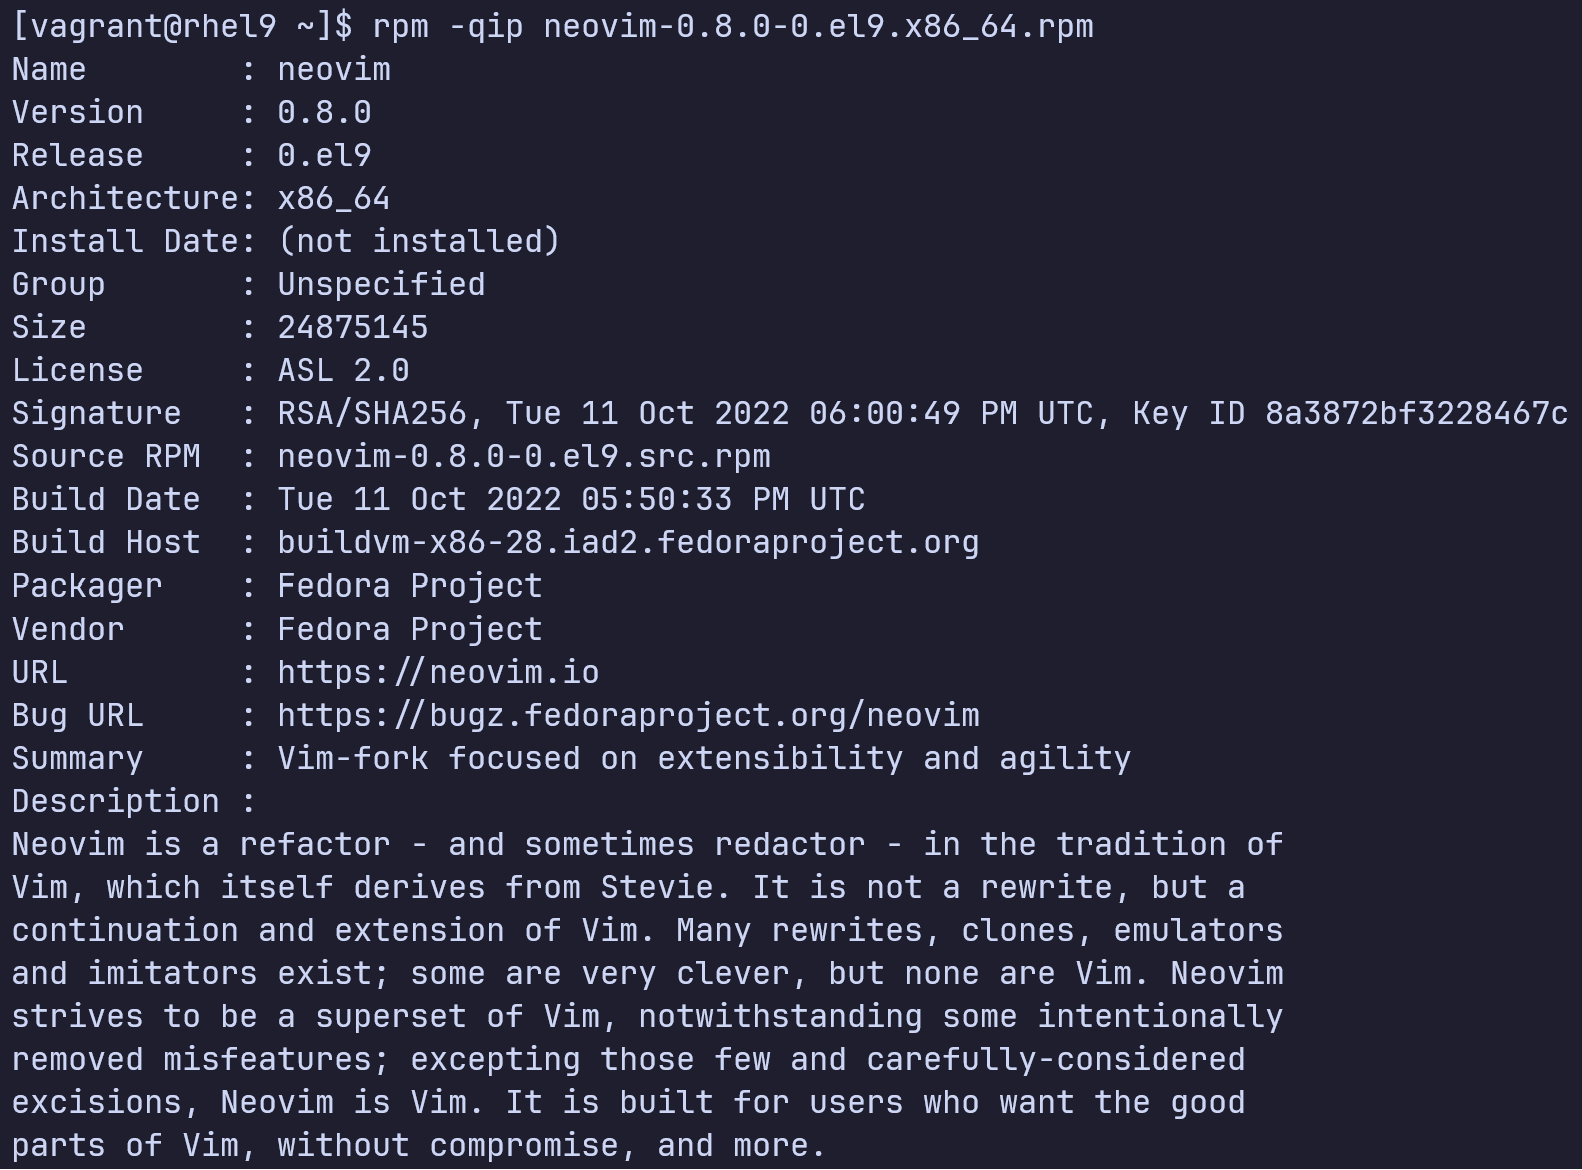 [vagrant@rhel9 ~]$ rpm -qip neovim-0.8.0-0.el9.x86_64.rpm
Name        : neovim
Version     : 0.8.0
Release     : 0.el9
Architecture: x86_64
Install Date: (not installed)
Group       : Unspecified
Size        : 24875145
License     : ASL 2.0
Signature   : RSA/SHA256, Tue 11 Oct 2022 06:00:49 PM UTC, Key ID 8a3872bf3228467c
Source RPM  : neovim-0.8.0-0.el9.src.rpm
Build Date  : Tue 11 Oct 2022 05:50:33 PM UTC
Build Host  : buildvm-x86-28.iad2.fedoraproject.org
Packager    : Fedora Project
Vendor      : Fedora Project
URL         : https://neovim.io
Bug URL     : https://bugz.fedoraproject.org/neovim
Summary     : Vim-fork focused on extensibility and agility
Description :
Neovim is a refactor - and sometimes redactor - in the tradition of
Vim, which itself derives from Stevie. It is not a rewrite, but a
continuation and extension of Vim. Many rewrites, clones, emulators
and imitators exist; some are very clever, but none are Vim. Neovim
strives to be a superset of Vim, notwithstanding some intentionally
removed misfeatures; excepting those few and carefully-considered
excisions, Neovim is Vim. It is built for users who want the good
parts of Vim, without compromise, and more.